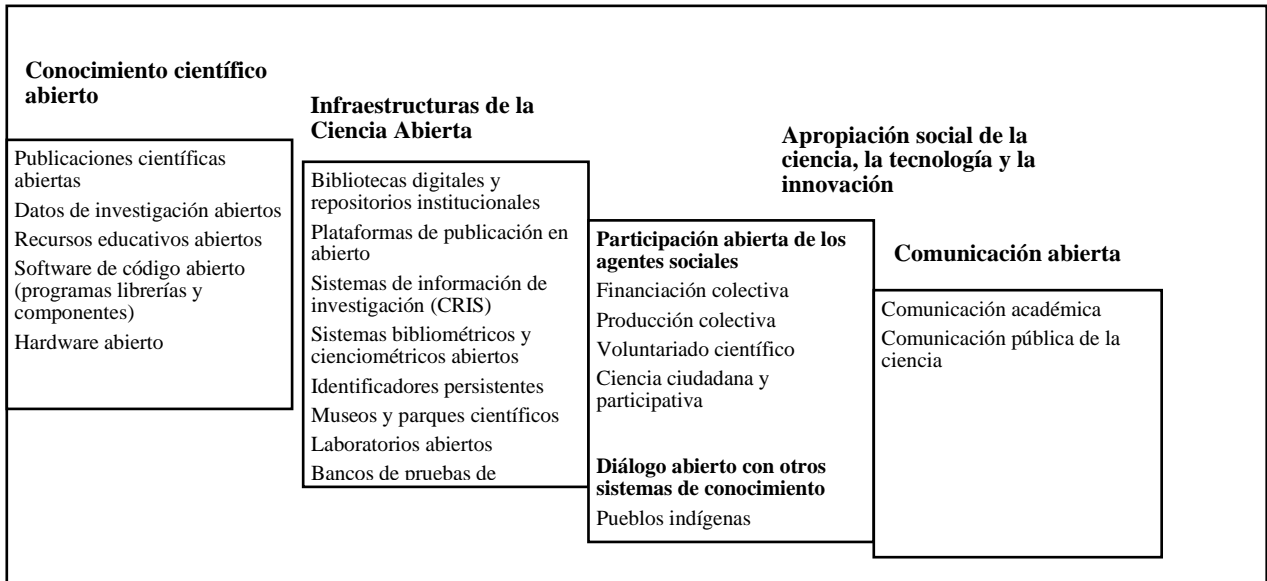 Conocimiento científico
abierto
Publicaciones científicas
abiertas
Datos de investigación abiertos
Recursos educativos abiertos
Software de código abierto
(programas librerías y
componentes)
Hardware abierto
Infraestructuras de la
Ciencia Abierta
Bibliotecas digitales y
repositorios institucionales
Plataformas de publicación en
abierto
Sistemas de información de
investigación (CRIS)
Sistemas bibliométricos y
cienciométricos abiertos
Identificadores persistentes
Museos y parques científicos
Laboratorios abiertos
Bancos de pruebas de
Apropiación social de la
ciencia, la tecnología y la
innovación
Participación abierta de los
agentes sociales
Financiación colectiva
Producción colectiva
Voluntariado científico
Ciencia ciudadana y
participativa
Diálogo abierto con otros
sistemas de conocimiento
Pueblos indígenas
Comunicación abierta
Comunicación académica
Comunicación pública de la
ciencia